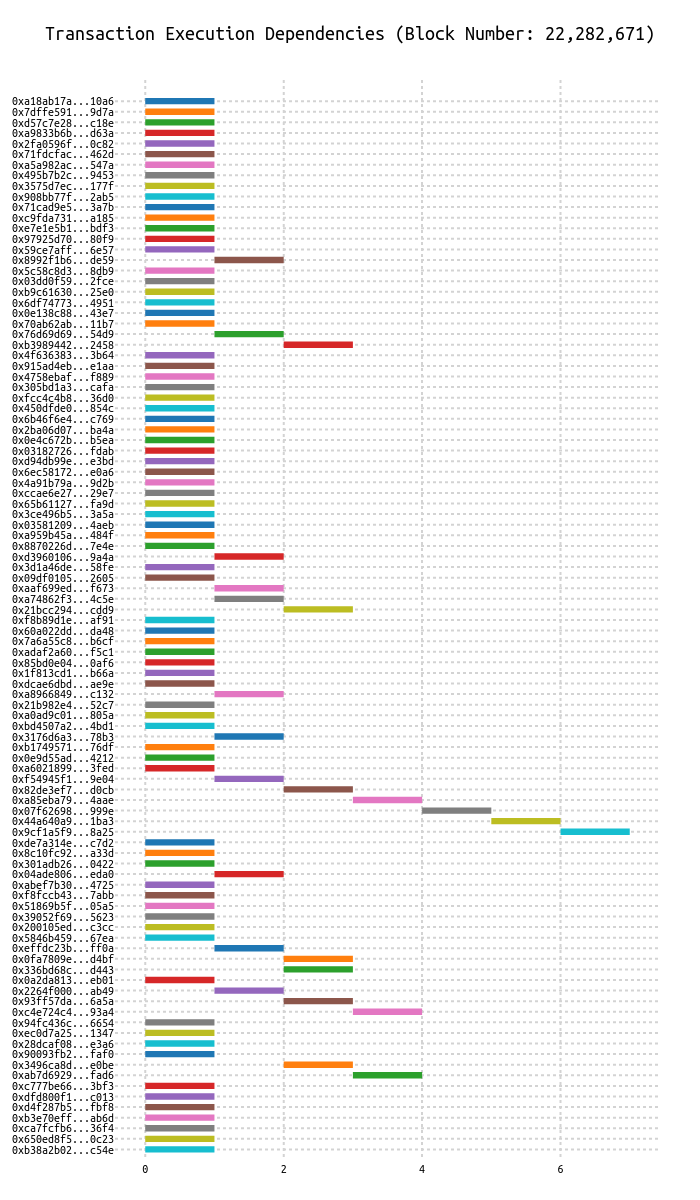 Transaction Execution Dependencies (Block Number: 22,282,671)
0xa18ab17a...10a6
0x7dffe591...9d7a
0xd57c7e28...c18e
0xa9833b6b...d63a
0x2fa0596f...0c82
0x71fdcfac...462d
0xa5a982ac...547a
0x495b7b2c...9453
0x3575d7ec...177f
0x908bb77f...2ab5
0x71cad9e5...3a7b
0xc9fda731...a185
0xe7e1e5b1...bdf3
0x97925d70...80f9
0x59ce7aff...6e57
0x8992f1b6...de59
0x5c58c8d3...8db9
0x03dd0f59...2fce
0xb9c61630...25e0
0x6df74773...4951
0x0e138c88...43e7
0x70ab62ab...11b7
0x76d69d69...54d9
0xb3989442...2458
0x4f636383...3b64
0x915ad4eb...e1aa
0x4758ebaf...f889
0x305bd1a3...cafa
0xfcc4c4b8...36d0
0x450dfde0...854c
0x6b46f6e4...c769
0x2ba06d07...ba4a
0x0e4c672b...b5ea
0x03182726...fdab
0xd94db99e...e3bd
0x6ec58172...e0a6
0x4a91b79a...9d2b
0xccae6e27...29e7
0x65b61127...fa9d
0x3ce496b5...3a5a
0x03581209...4aeb
0xa959b45a...484f
0x8870226d...7e4e
0xd3960106...9a4a
0x3d1a46de...58fe
0x09df0105...2605
0xaaf699ed...f673
0xa74862f3...4c5e
0x21bcc294...cdd9
0xf8b89d1e...af91
0x60a022dd...da48
0x7a6a55c8...b6cf
0xadaf2a60...f5c1
0x85bd0e04...0af6
0x1f813cd1...b66a
0xdcae6dbd...ae9e
0xa8966849...c132
0x21b982e4...52c7
0xa0ad9c01...805a
0xbd4507a2...4bd1
0x3176d6a3...78b3
0xb1749571...76df
0x0e9d55ad...4212
0xa6021899...3fed
0xf54945f1...9e04
0x82de3ef7...d0cb
0xa85eba79...4aae
0x07f62698...999e
0x44a640a9...1ba3
0x9cf1a5f9...8a25
0xde7a314e...c7d2
0x8c10fc92...a33d
0x301adb26...0422
0x04ade806...eda0
0xabef7b30...4725
0xf8fccb43...7abb
0x51869b5f...05a5
0x39052f69...5623
0x200105ed...c3cc
0x5846b459...67ea
0xeffdc23b...ff0a
0x0fa7809e...d4bf
0x336bd68c...d443
0x0a2da813...eb01
0x2264f000...ab49
0x93ff57da...6a5a
0xc4e724c4...93a4
0x94fc436c...6654
0xec0d7a25...1347
0x28dcaf08...e3a6
0x90093fb2...faf0
0x3496ca8d...e0be
0xab7d6929...fad6
0xc777be66...3bf3
0xdfd800f1...c013
0xd4f287b5...fbf8
0xb3e70eff...ab6d
0xca7fcfb6...36f4
0x650ed8f5...0c23
0xb38a2b02...c54e
0 2 4 6